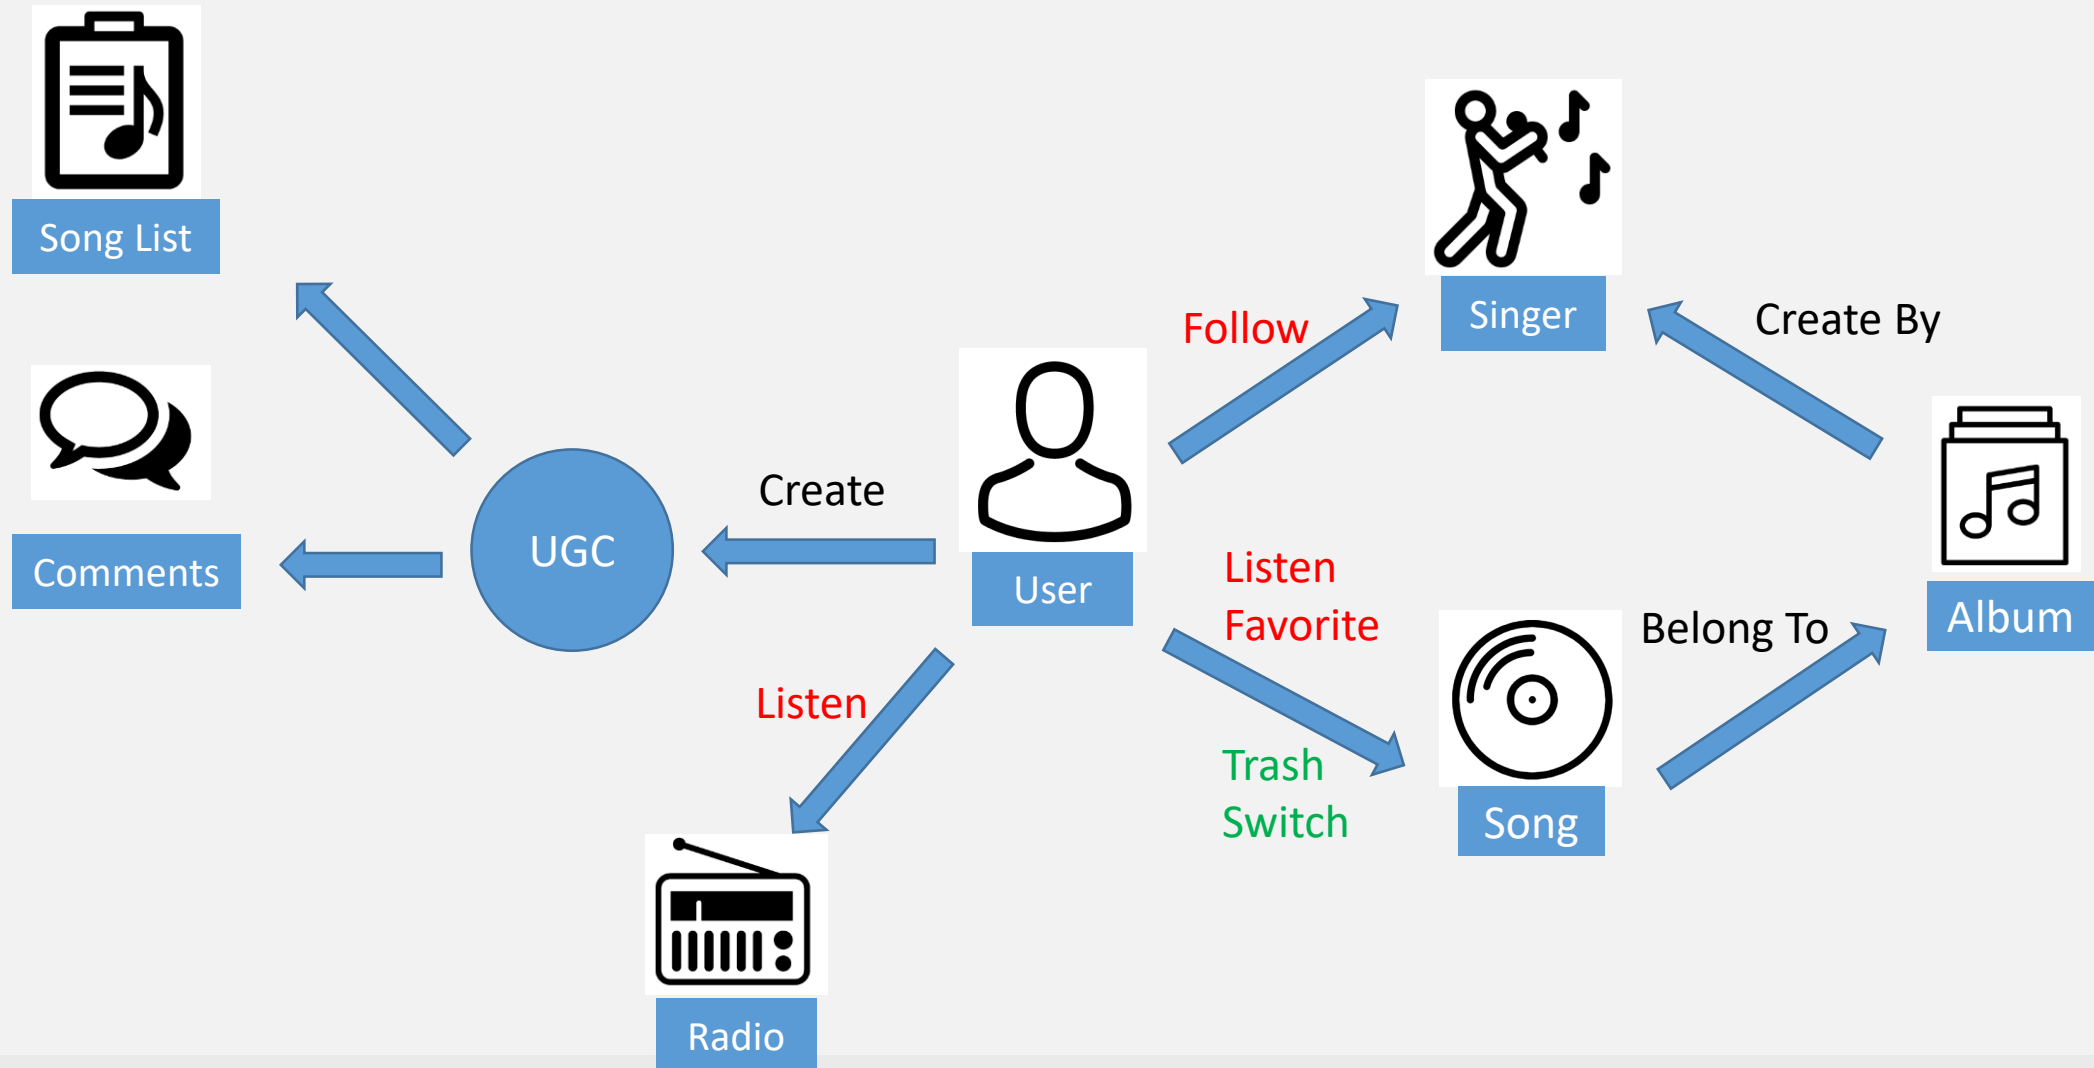 Song List
Comments
UGC
Create
User
Listen
Radio
Follow
Singer
Create By
Listen
Favorite
Trash
Switch
Song
Belong To
Album